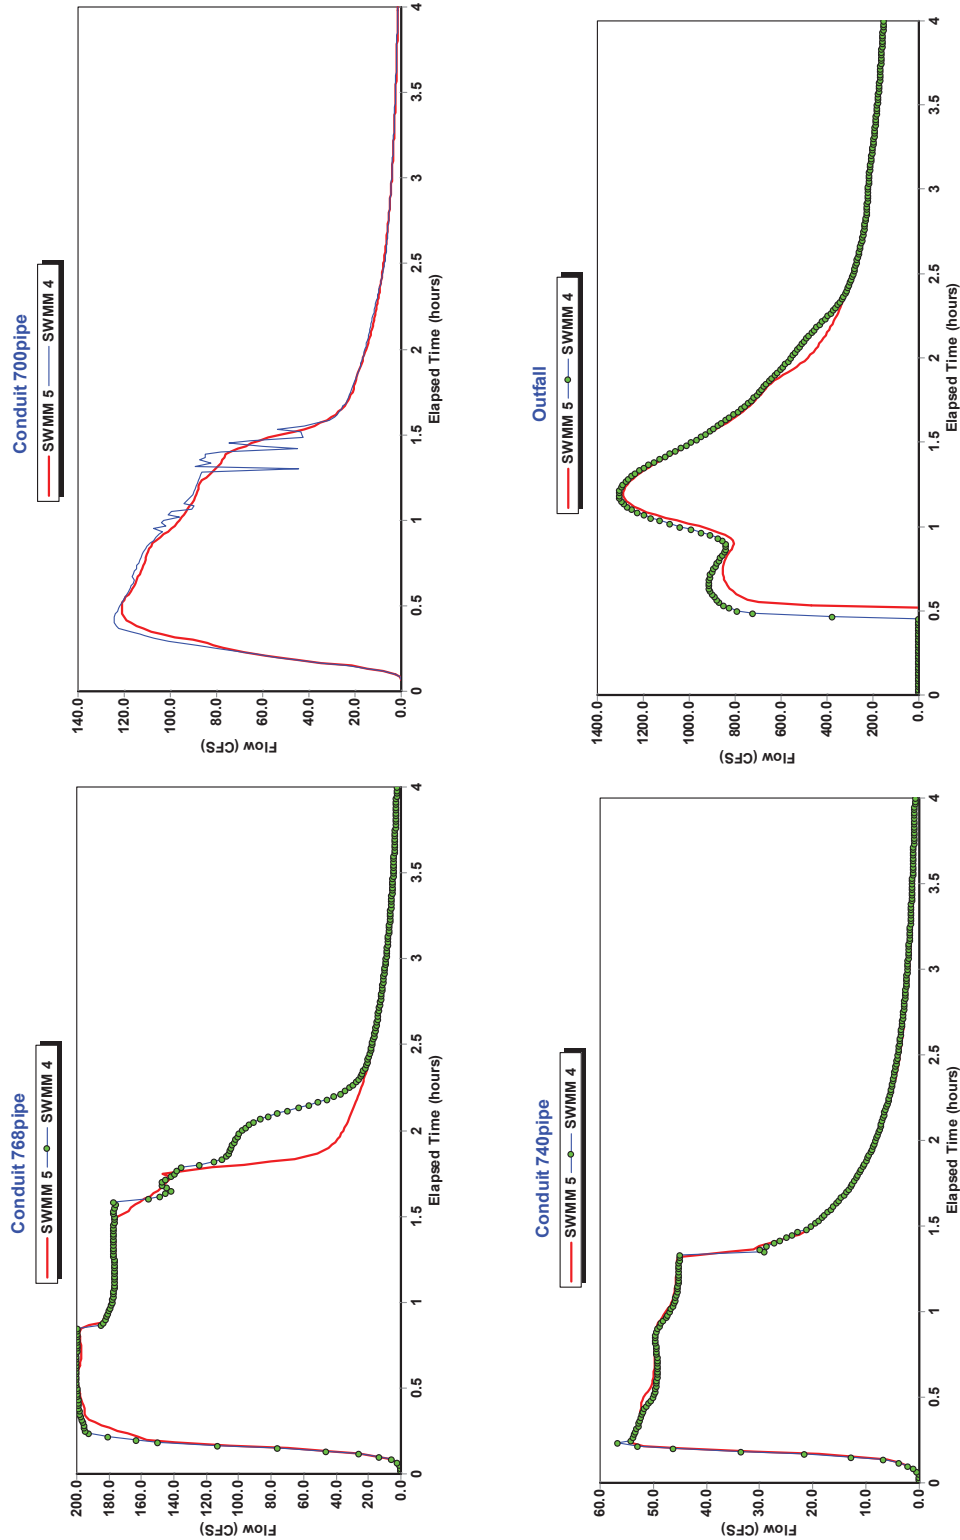 Conduit 768pipe
SWMM 5 SWMM 4
200.0
180.0
160.0
140.0
120.0
100.0
80.0
60.0
40.0
20.0
0.0
Flow (CFS)
0 0.5 1 1.5 2 2.5 3 3.5 4
Elapsed Time (hours)
Conduit 700pipe
SWMM 5 SWMM 4
140.0
120.0
100.0
80.0
60.0
40.0
20.0
0.0
Flow (CFS)
0 0.5 1 1.5 2 2.5 3 3.5 4
Elapsed Time (hours)
Conduit 740pipe
SWMM 5 SWMM 4
60.0
50.0
40.0
30.0
20.0
10.0
0.0
Flow (CFS)
0 0.5 1 1.5 2 2.5 3 3.5 4
Elapsed Time (hours)
Outfall
SWMM 5 SWMM 4
1400.0
1200.0
1000.0
800.0
600.0
400.0
200.0
0.0
Flow (CFS)
0 0.5 1 1.5 2 2.5 3 3.5 4
Elapsed Time (hours)